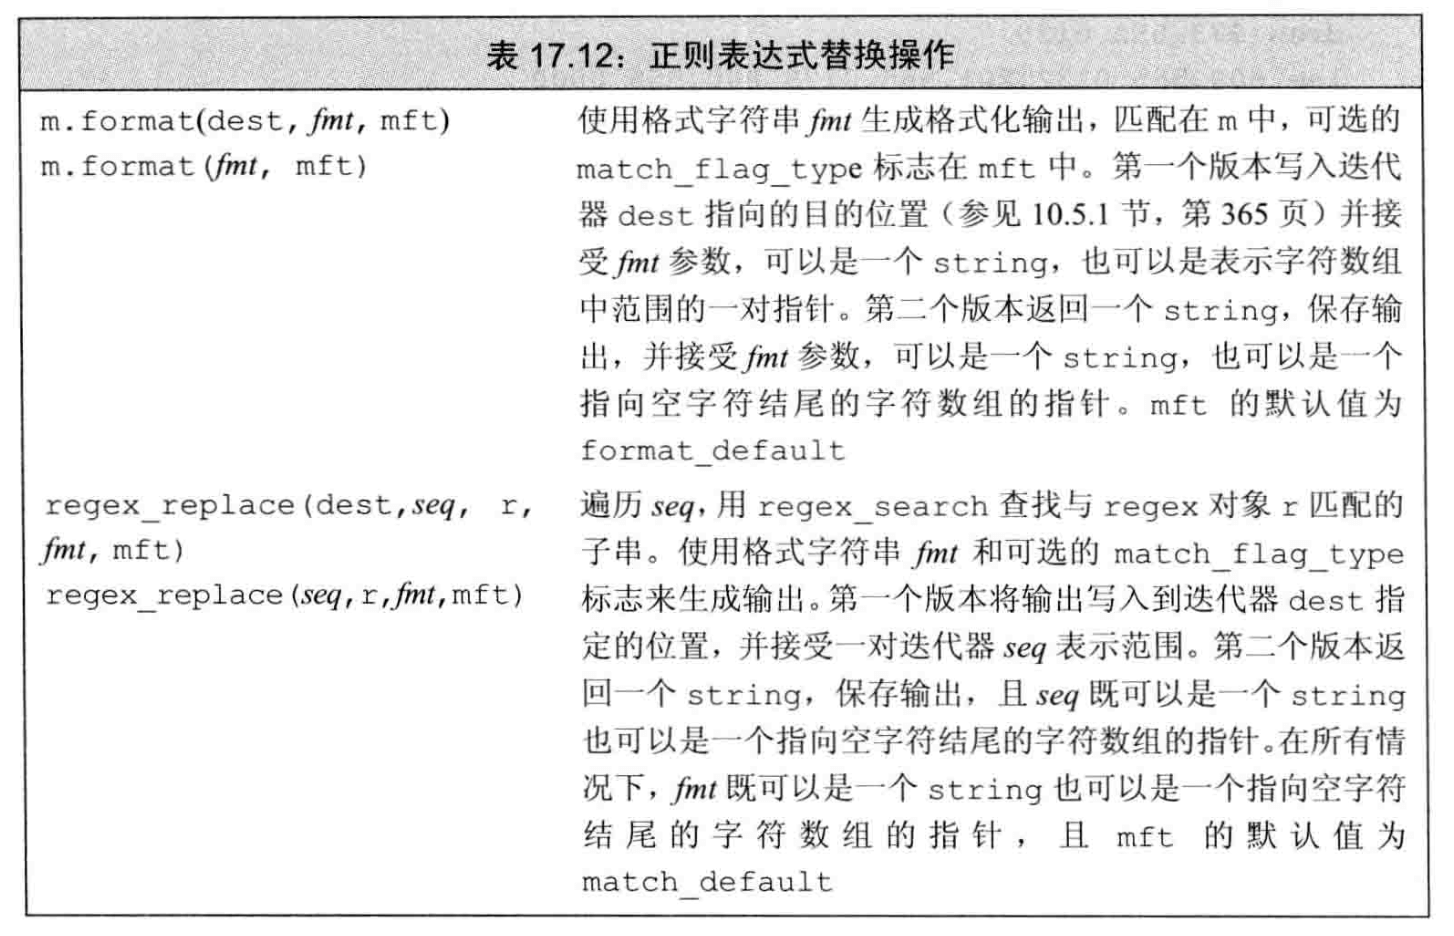 表 17.12：正则表达式替换操作
m.format(dest, fmt, mft)
m.format(fmt, mft)
使用格式字符串 fmt 生成格式化输出，匹配在 m 中，可选的
match_flag_type 标志在 mft 中。第一个版本写入迭代
器 dest 指向的目的位置（参见 10.5.1 节，第 365 页）并接
受 fmt 参数，可以是一个 string，也可以是表示字符数组
中范围的一对指针。第二个版本返回一个 string，保存输
出，并接受 fmt 参数，可以是一个 string，也可以是一个
指向空字符结尾的字符数组的指针。mft 的默认值为
format_default
regex_replace(dest,seq, r,
fmt, mft)
regex_replace(seq,r,fmt,mft)
遍历 seq，用 regex_search 查找与 regex 对象 r 匹配的
子串。使用格式字符串 fmt 和可选的 match_flag_type
标志来生成输出。第一个版本将输出写入到迭代器 dest 指
定的位置，并接受一对迭代器 seq 表示范围。第二个版本返
回一个 string，保存输出，且 seq 既可以是一个 string
也可以是一个指向空字符结尾的字符数组的指针。在所有情
况下，fmt 既可以是一个 string 也可以是一个指向空字符
结尾的字符数组的指针，且 mft 的默认值为
match_default